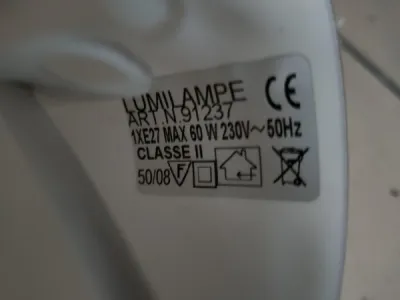 LUMILAMPE CE
ART.N.91237
1XE27 MAX 60 W 230V~50Hz
CLASSE II
50/08 F